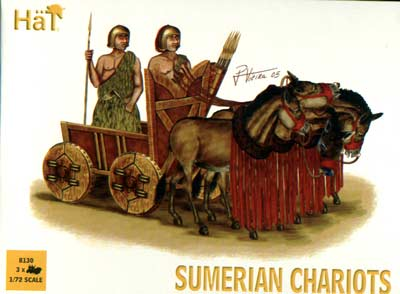 HäT
8130
3 x
1/72 SCALE
SUMERIAN CHARIOTS